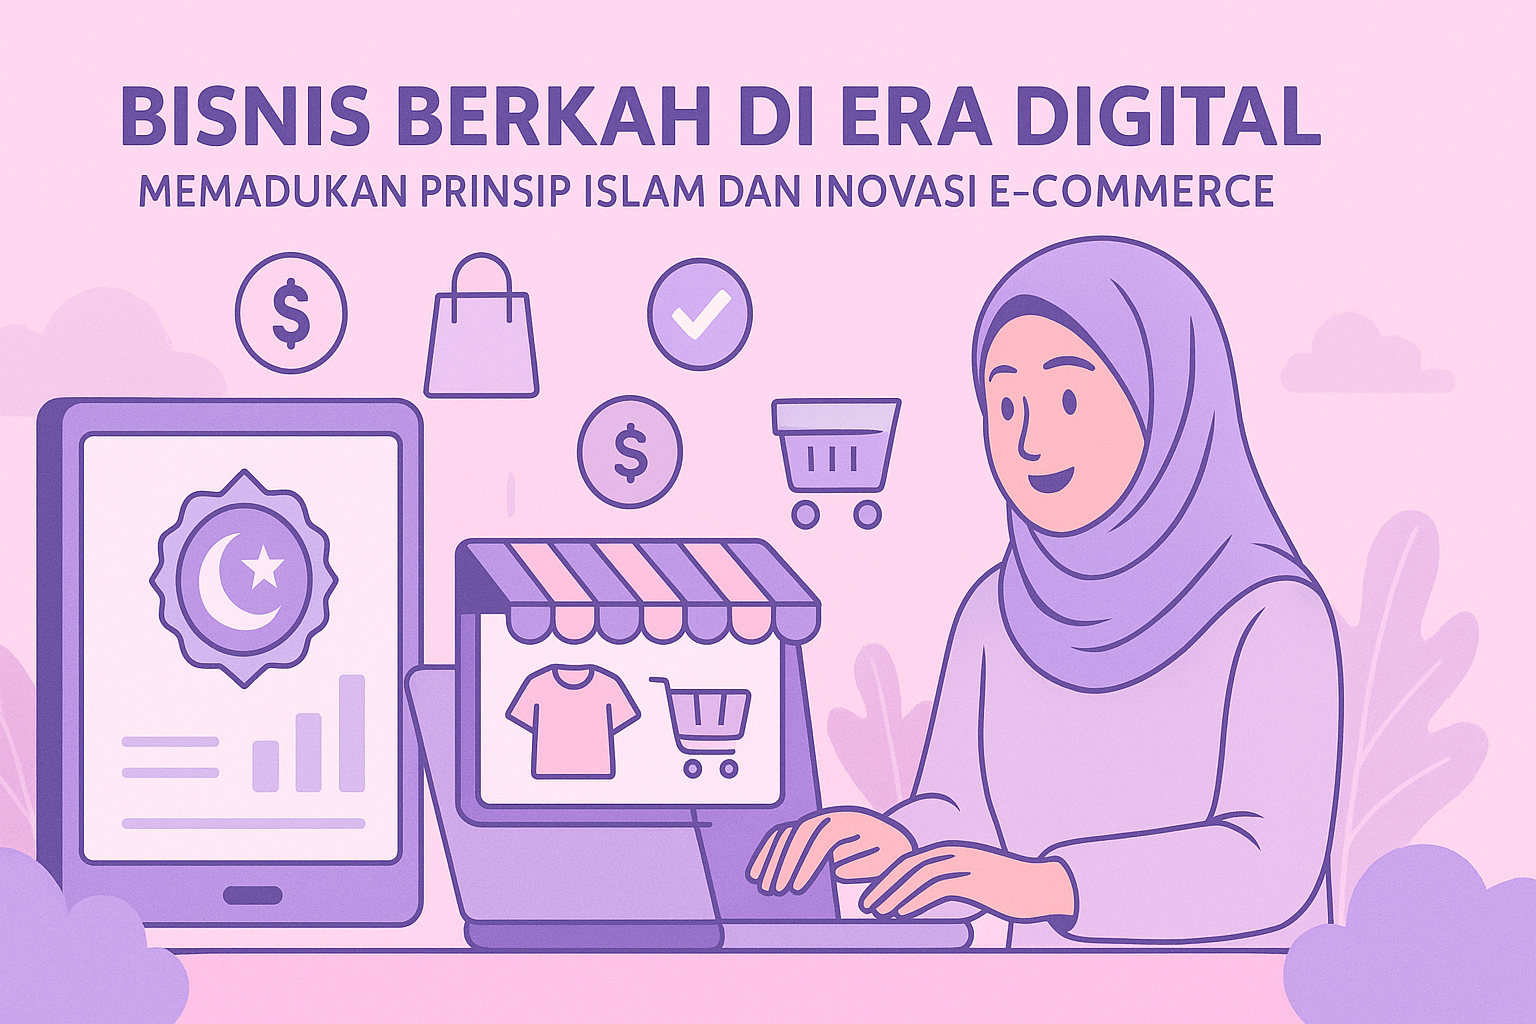 BISNIS BERKAH DI ERA DIGITAL
MEMADUKAN PRINSIP ISLAM DAN INOVASI E-COMMERCE
$
$